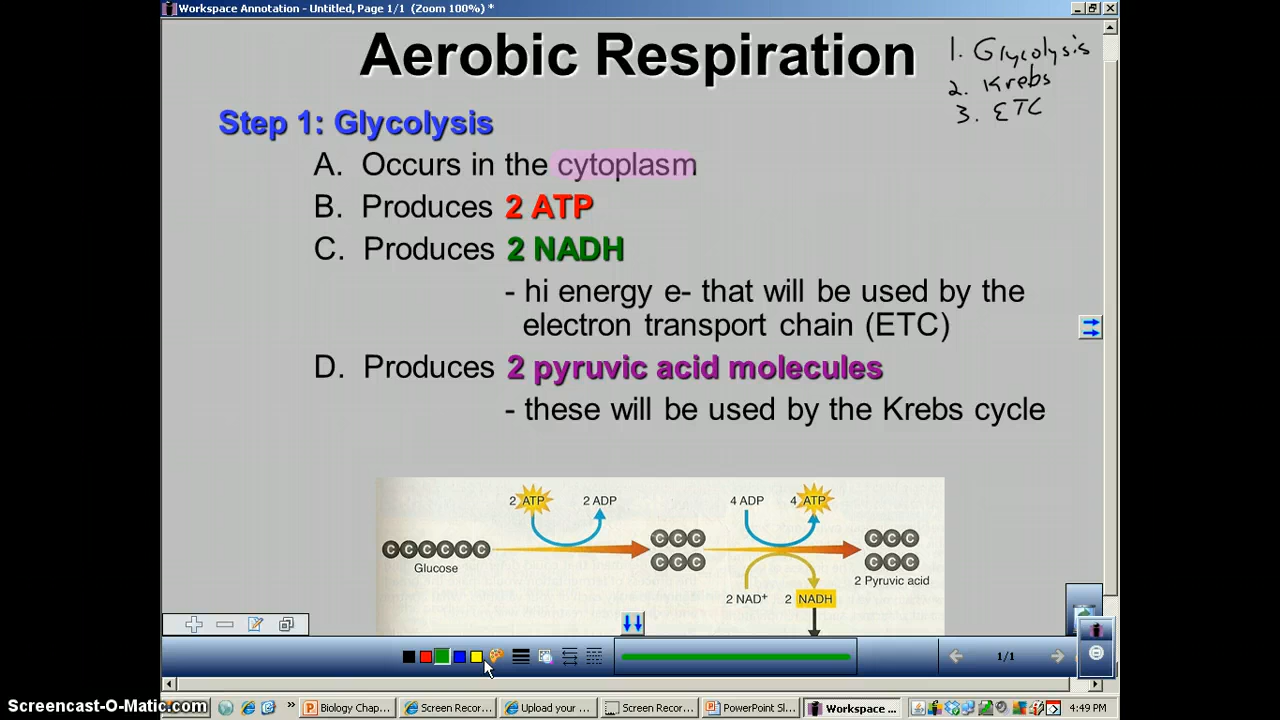 Workspace Annotation - Untitled, Page 1/1 (Zoom 100%) *
Aerobic Respiration
1. Glycolysis
2. Krebs
3. ETC
Step 1: Glycolysis
A. Occurs in the cytoplasm
B. Produces 2 ATP
C. Produces 2 NADH
- hi energy e- that will be used by the
electron transport chain (ETC)
D. Produces 2 pyruvic acid molecules
- these will be used by the Krebs cycle
2 ATP 2 ADP 4 ADP 4 ATP
C C C C C C
C C C
C C C
C C C
C C C
Glucose
2 Pyruvic acid
2 NAD+ 2 NADH
1/1
Screencast-O-Matic.com
» Biology Chap... Screen Recor... Upload your ... Screen Recor... PowerPoint Sl... Workspace ... 4:49 PM